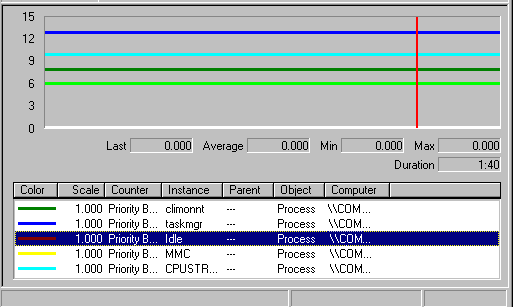 15
12
9
6
3
0
Last 0.000 Average 0.000 Min 0.000 Max 0.000
Duration 1:40
Color Scale Counter Instance Parent Object Computer
1.000 Priority B... climonnt --- Process \\COM...
1.000 Priority B... taskmgr --- Process \\COM...
1.000 Priority B... Idle --- Process \\COM...
1.000 Priority B... MMC --- Process \\COM...
1.000 Priority B... CPUSTR... --- Process \\COM...